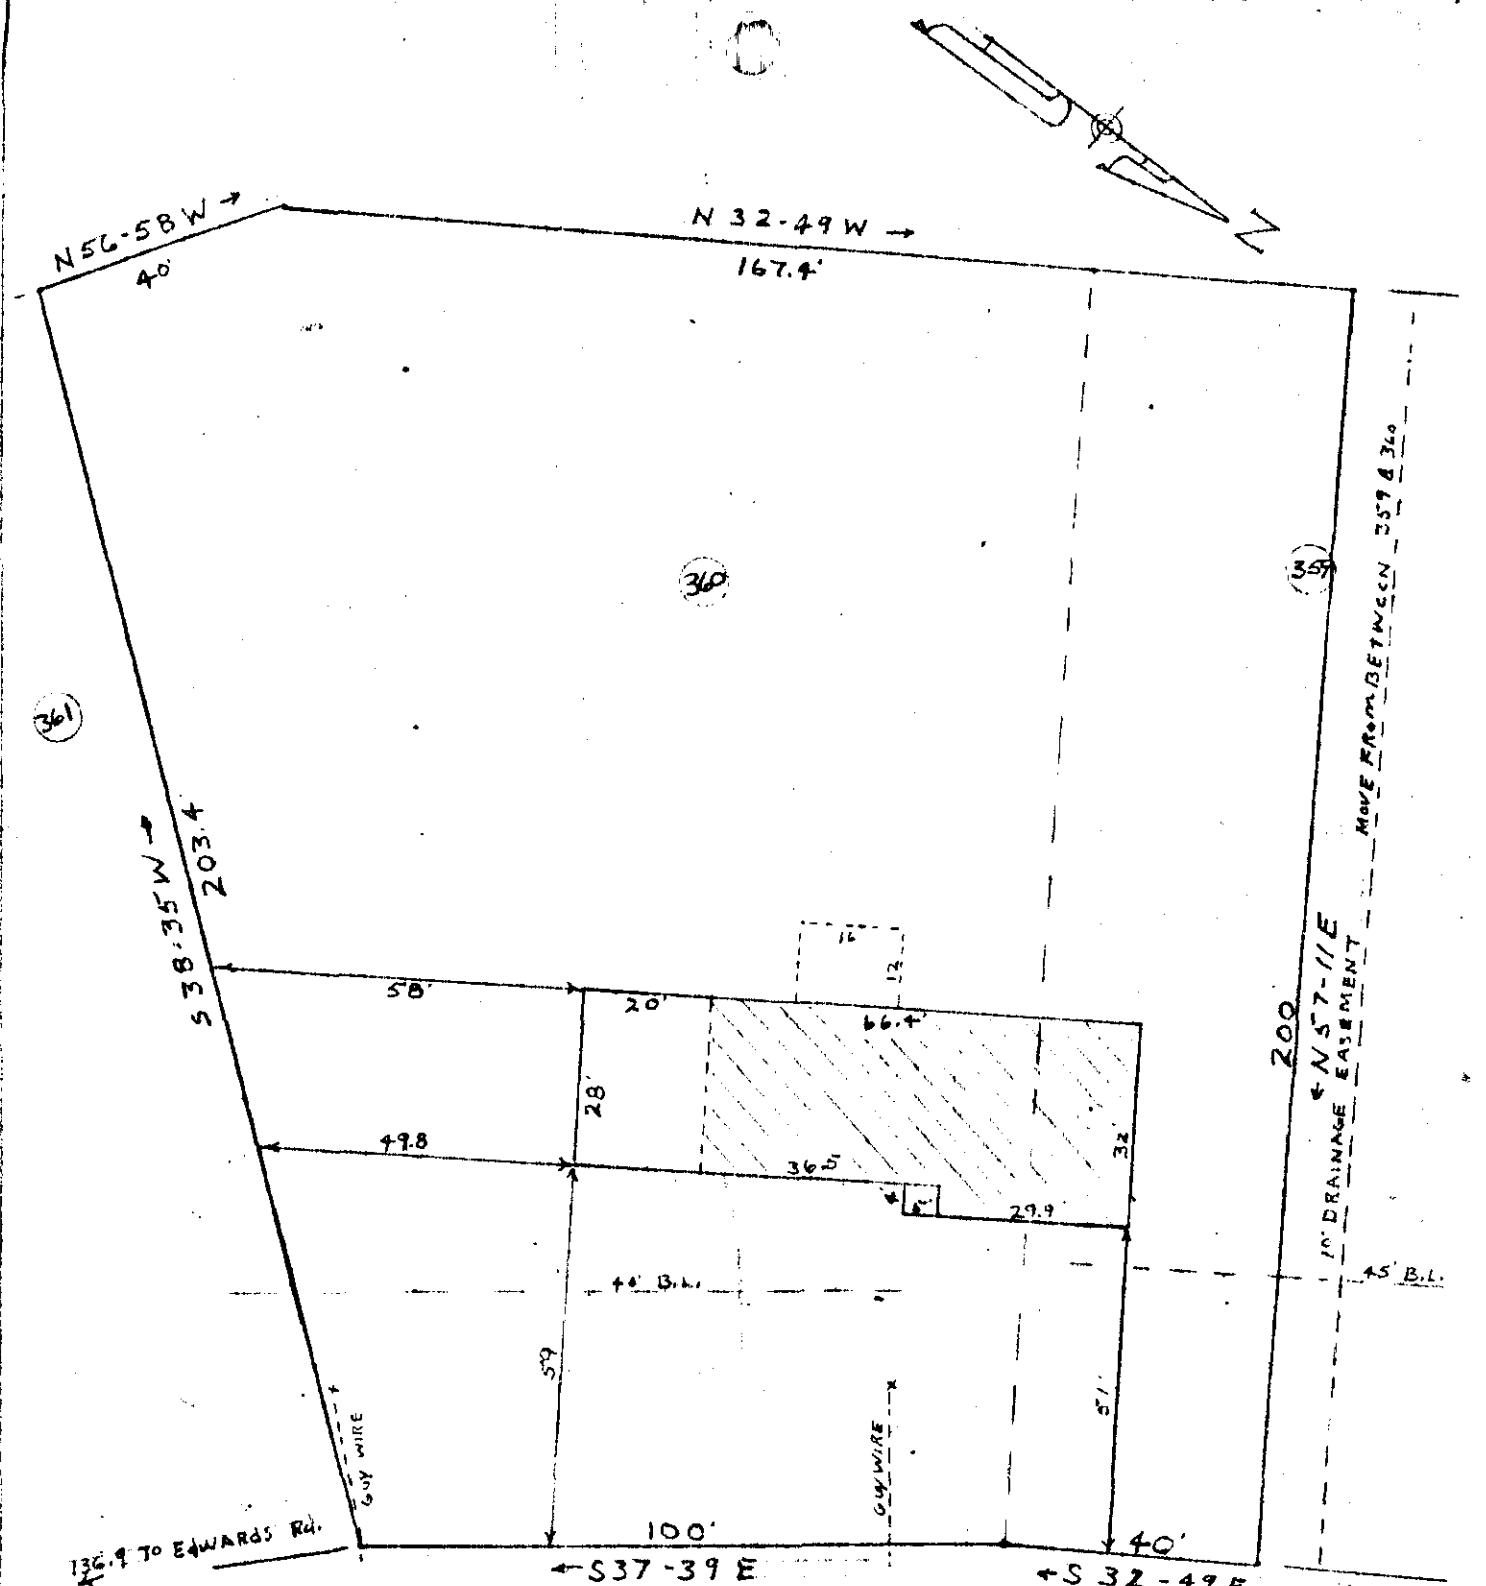 N
N56-58W →
40'
N 32-49 W →
167.4'
360
359
361
MOVE FROM BETWEEN 359 & 360
S 38-35 W →
203.4
← N 57-11 E
200
10' DRAINAGE EASEMENT
16
12
58'
20'
66.4'
28'
32'
49.8
36.5
4
29.9
40' B.L.
45' B.L.
59
51'
GUY WIRE
GUY WIRE
136.9 TO EDWARDS Rd.
100'
40'
← S37-39 E
← S 32-49 E